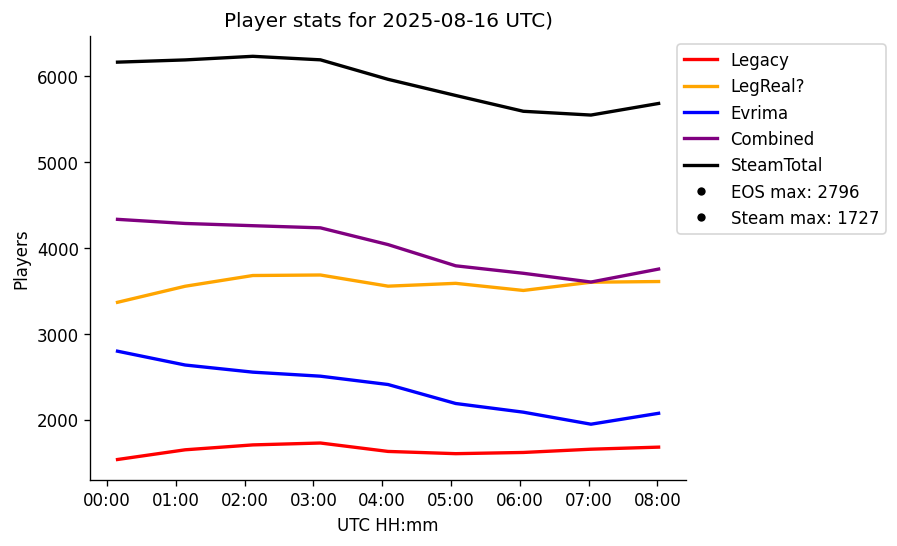 Player stats for 2025-08-16 UTC)
Legacy
LegReal?
Evrima
Combined
SteamTotal
EOS max: 2796
Steam max: 1727
Players
6000
5000
4000
3000
2000
00:00 01:00 02:00 03:00 04:00 05:00 06:00 07:00 08:00
UTC HH:mm